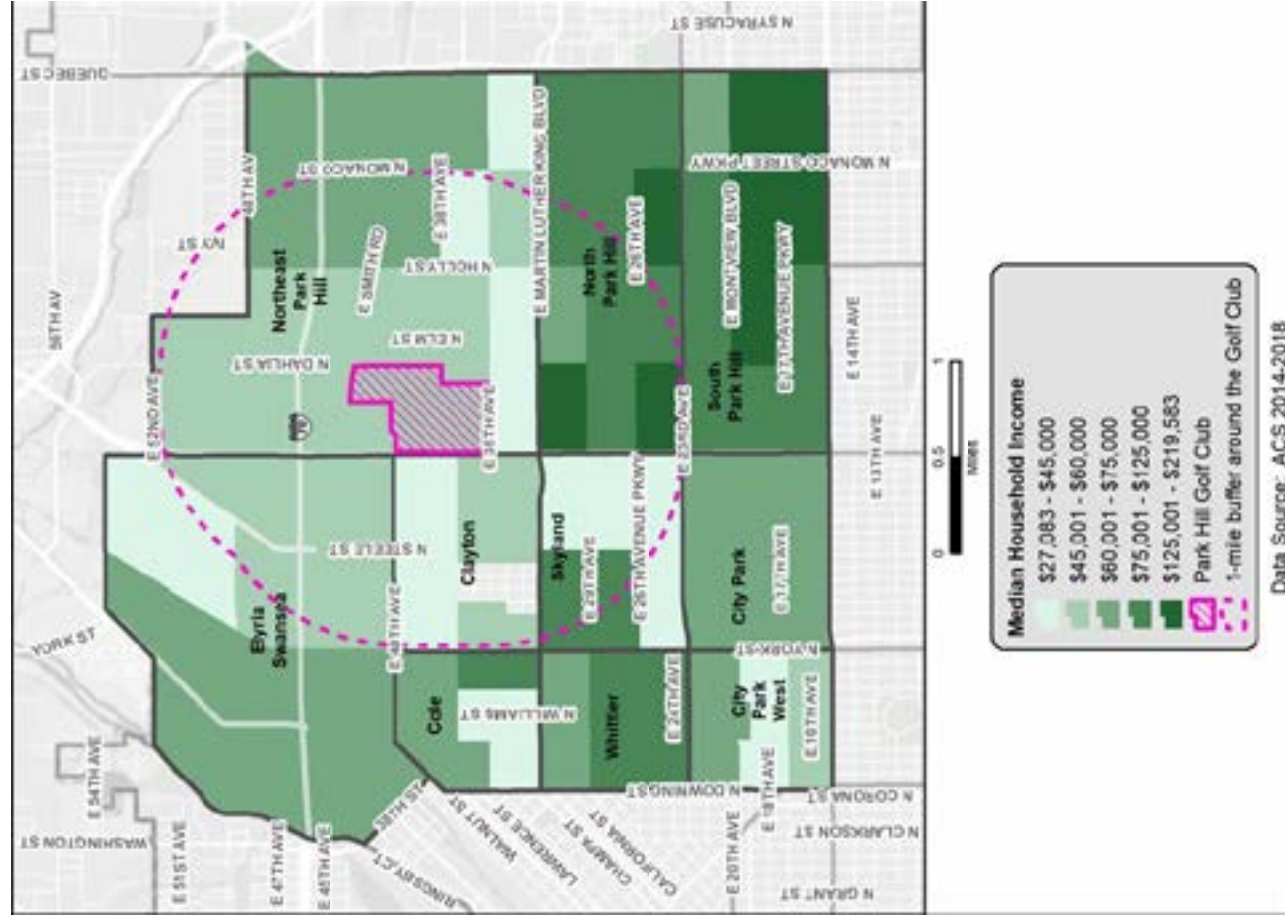 N SYRACUSE ST
QUEBEC ST
56TH AV
48TH AV
IVY ST
N MONACO ST
E 38TH AVE
E MARTIN LUTHER KING BLVD
N MONACO STREET PKWY
Northeast
Park
Hill
E SMITH RD
N HOLLY ST
North
Park Hill
E 26TH AVE
E MONTVIEW BLVD
E 17TH AVENUE PKWY
E 14TH AVE
N DAHLIA ST
N ELM ST
South
Park Hill
E 52ND AVE
70
E 35TH AVE
E 23RD AVE
E 13TH AVE
N STEELE ST
Clayton
Skyland
E 29TH AVE
E 26TH AVENUE PKWY
City Park
E 17TH AVE
YORK ST
Elyria
Swansea
E 40TH AVE
N YORK ST
Cole
N WILLIAMS ST
Whittier
E 24TH AVE
City
Park
West
E 16TH AVE
E 54TH AVE
WASHINGTON ST
E 51ST AVE
E 47TH AVE
E 45TH AVE
38TH ST
RINGSBY CT
WALNUT ST
LAWRENCE ST
CHAMPA ST
CALIFORNIA ST
N DOWNING ST
E 18TH AVE
E 20TH AVE
N CORONA ST
N CLARKSON ST
N GRANT ST
0 0.5 1
Miles
Median Household Income
$27,083 - $45,000
$45,001 - $60,000
$60,001 - $75,000
$75,001 - $125,000
$125,001 - $219,583
Park Hill Golf Club
1-mile buffer around the Golf Club
Data Source: ACS 2014-2018